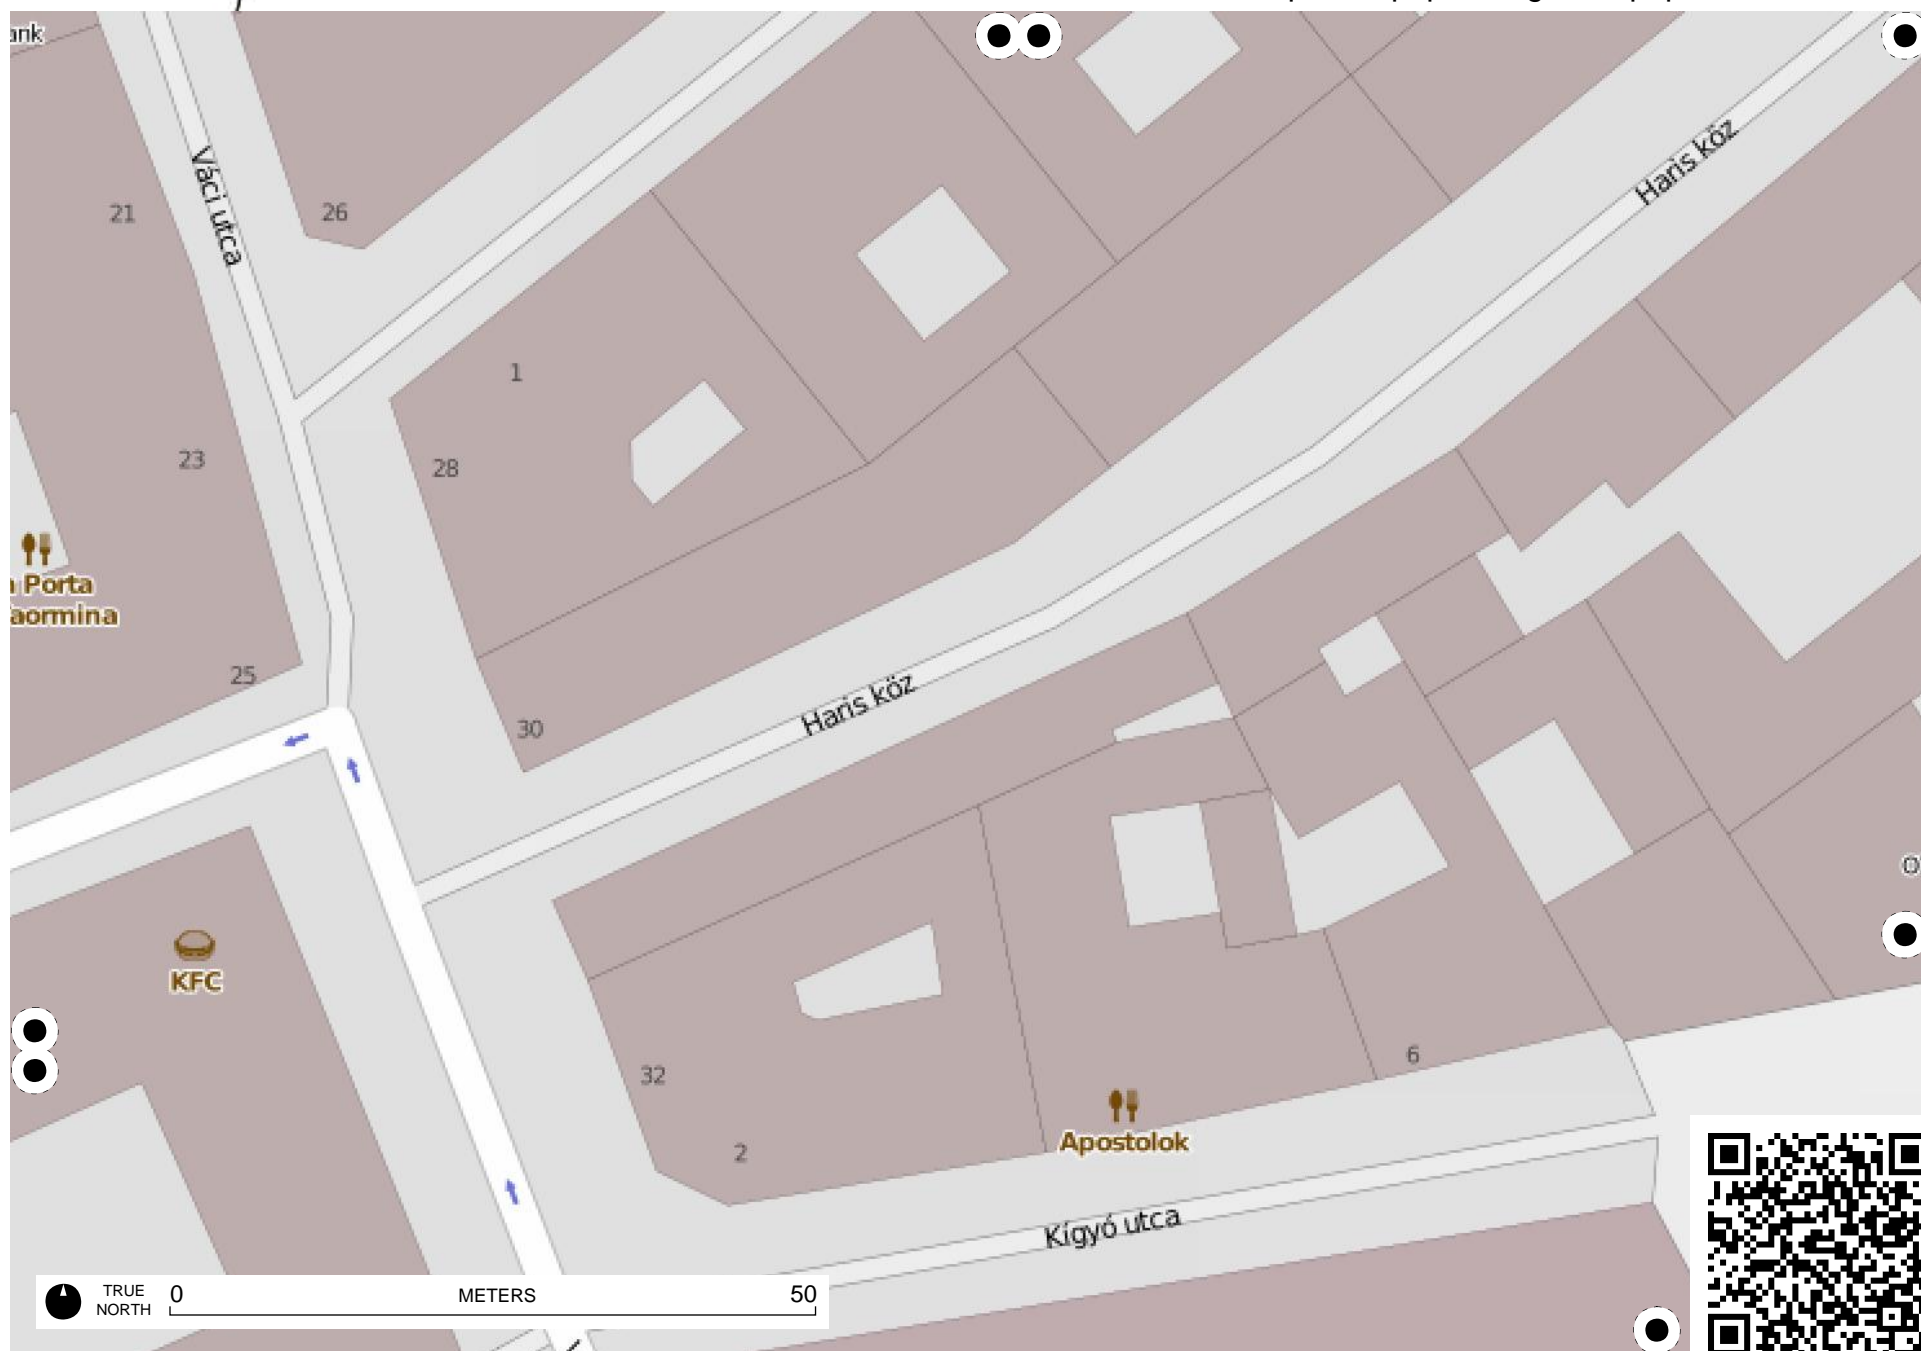 ank
Haris köz
Váci utca
21
26
1
23
28
Porta
aormina
25
Haris köz
30
KFC
32
6
Apostolok
2
Kígyó utca
TRUE
NORTH
0
METERS
50